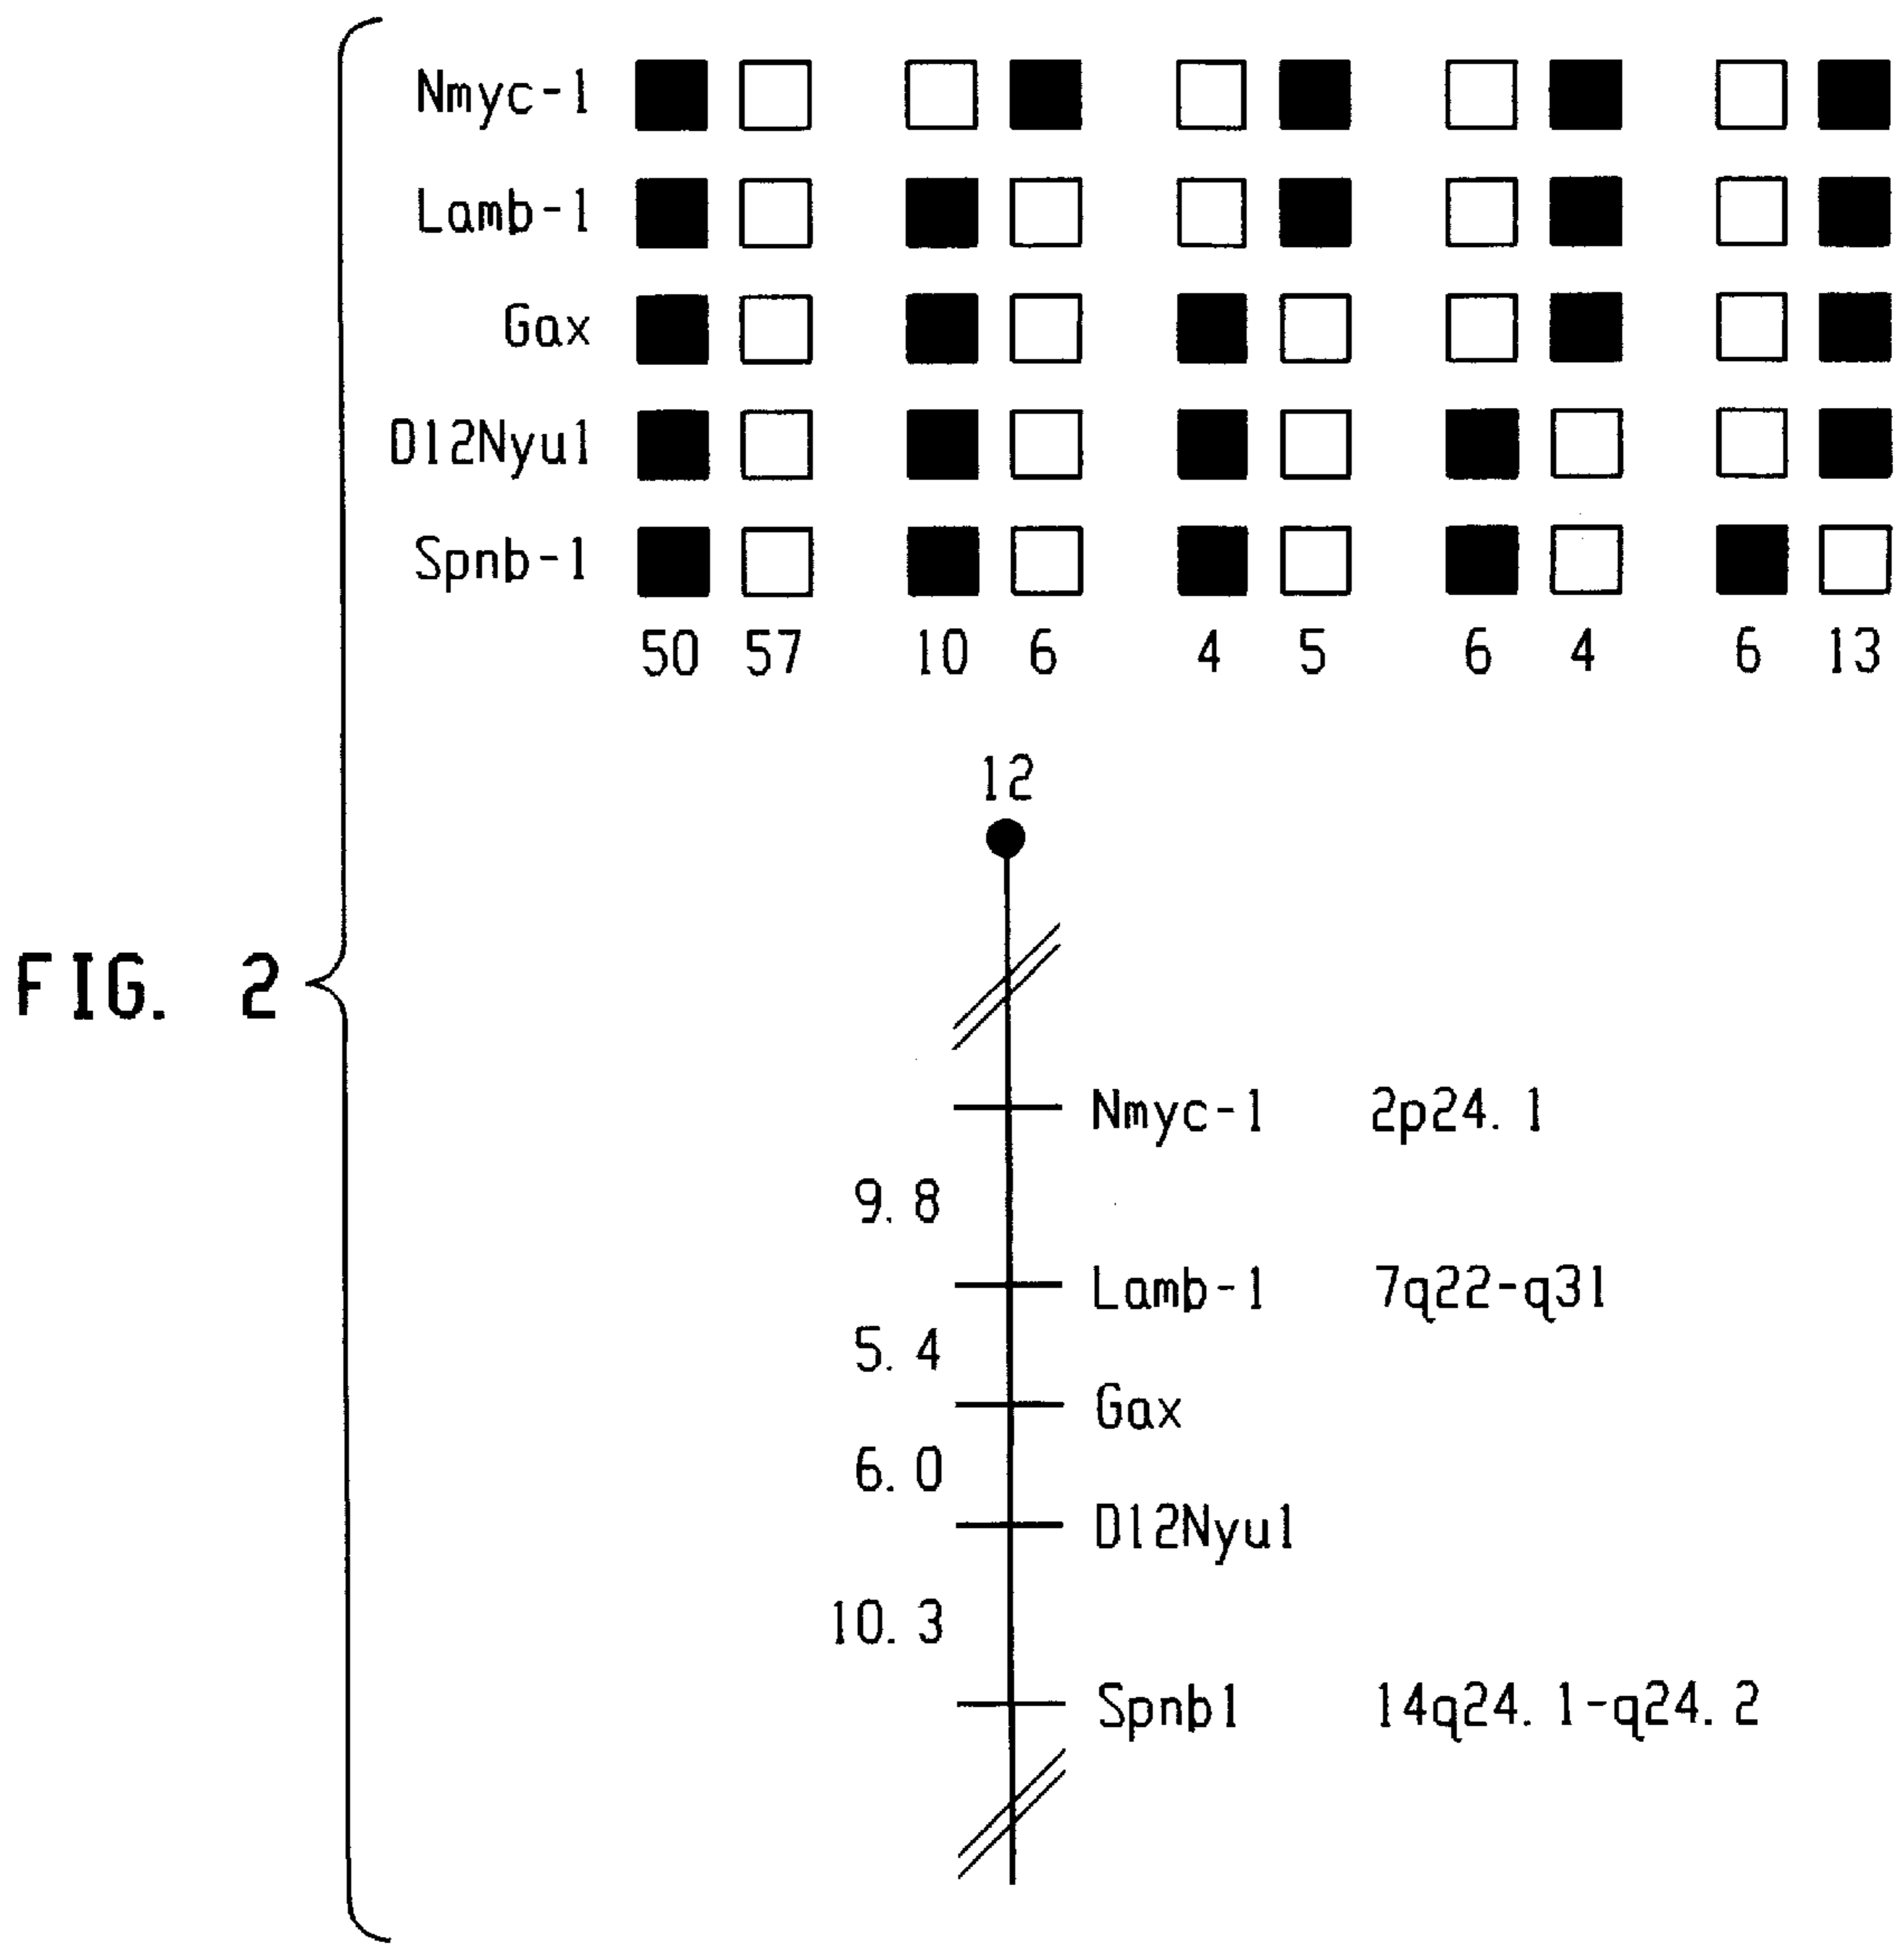 Nmyc-1
Lamb-1
Gax
D12Nyu1
Spnb-1
50 57 10 6 4 5 6 4 6 13
12
FIG. 2
Nmyc-1 2p24.1
9.8
Lamb-1 7q22-q31
5.4
Gax
6.0
D12Nyu1
10.3
Spnb1 14q24.1-q24.2